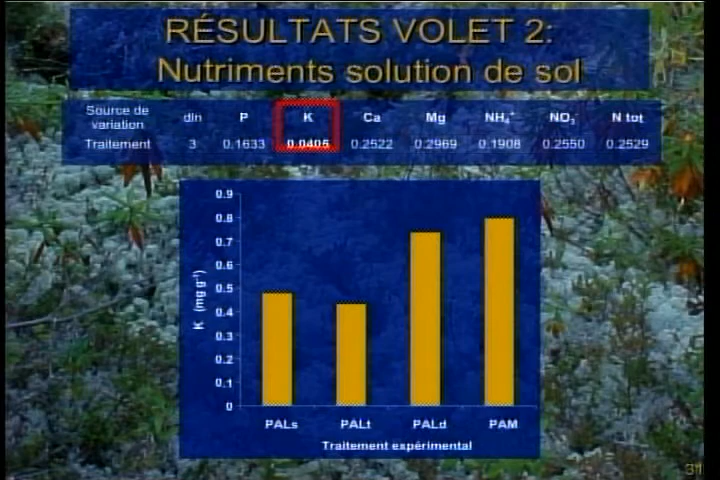 RÉSULTATS VOLET 2:
Nutriments solution de sol
Source de variation dln P K Ca Mg NH₄⁺ NO₃⁻ N tot
Traitement 3 0.1633 0.0405 0.2522 0.2969 0.1908 0.2550 0.2529
0.9
0.8
0.7
0.6
0.5
0.4
0.3
0.2
0.1
0
K (mg g⁻¹)
PALs PALt PALd PAM
Traitement expérimental